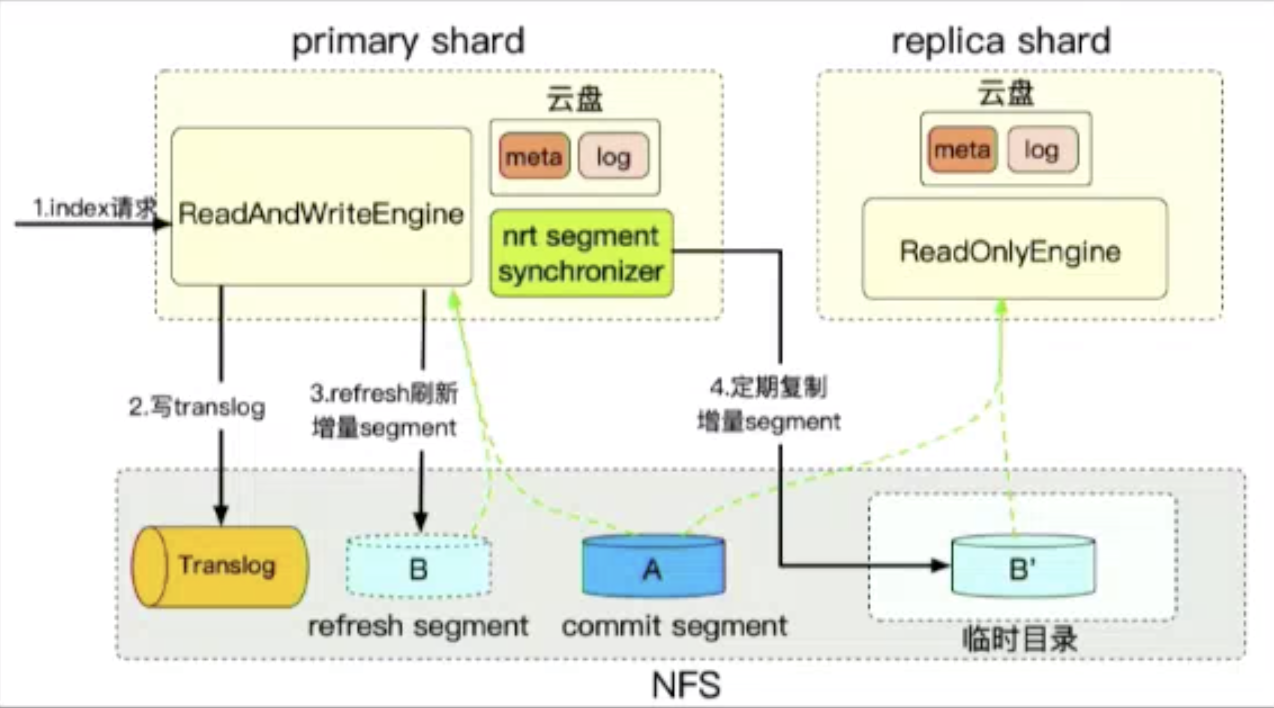 primary shard
replica shard
云盘
meta
log
ReadAndWriteEngine
nrt segment
synchronizer
1.index请求
云盘
meta
log
ReadOnlyEngine
2.写translog
3.refresh刷新
增量segment
4.定期复制
增量segment
Translog
B
A
B'
refresh segment
commit segment
临时目录
NFS